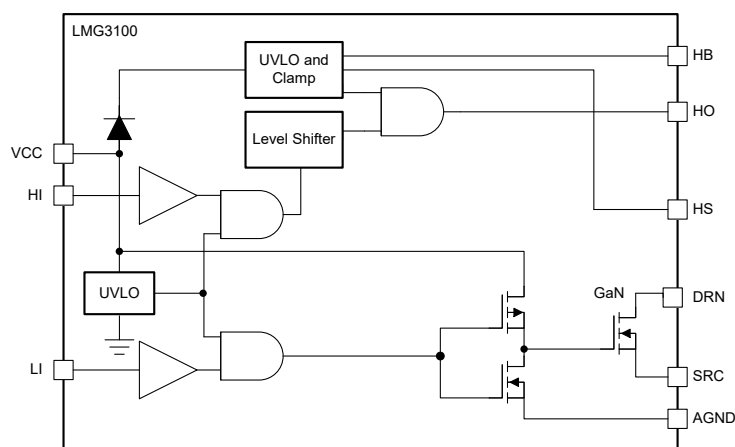 LMG3100
UVLO and
Clamp
HB
HO
Level Shifter
VCC
HI
HS
UVLO
GaN
DRN
LI
SRC
AGND